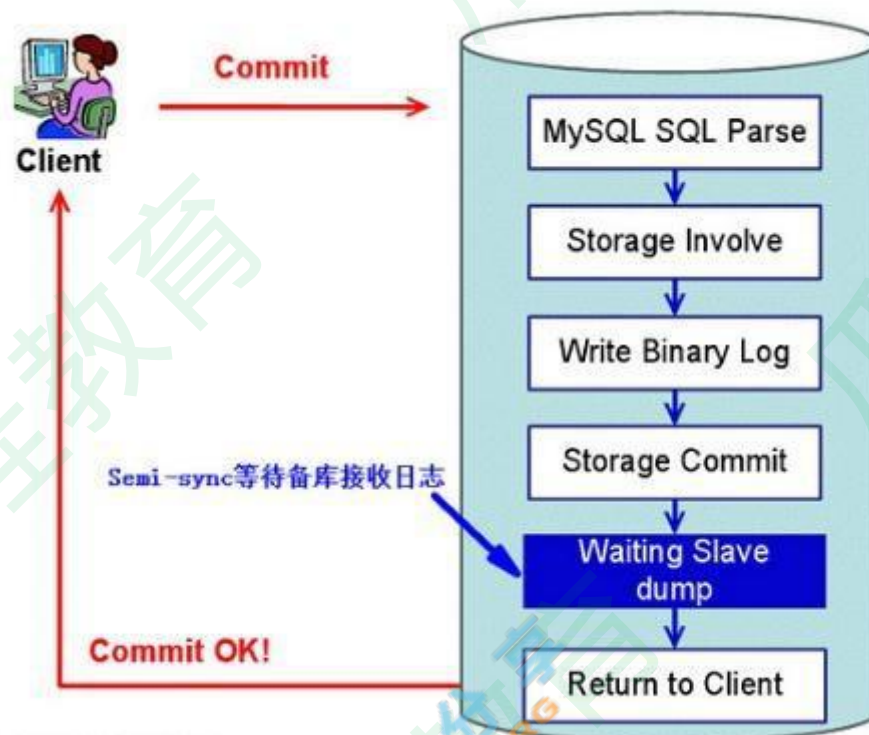 Commit
Client
MySQL SQL Parse
Storage Involve
Write Binary Log
Storage Commit
Semi-sync等待备库接收日志
Waiting Slave
dump
Commit OK!
Return to Client